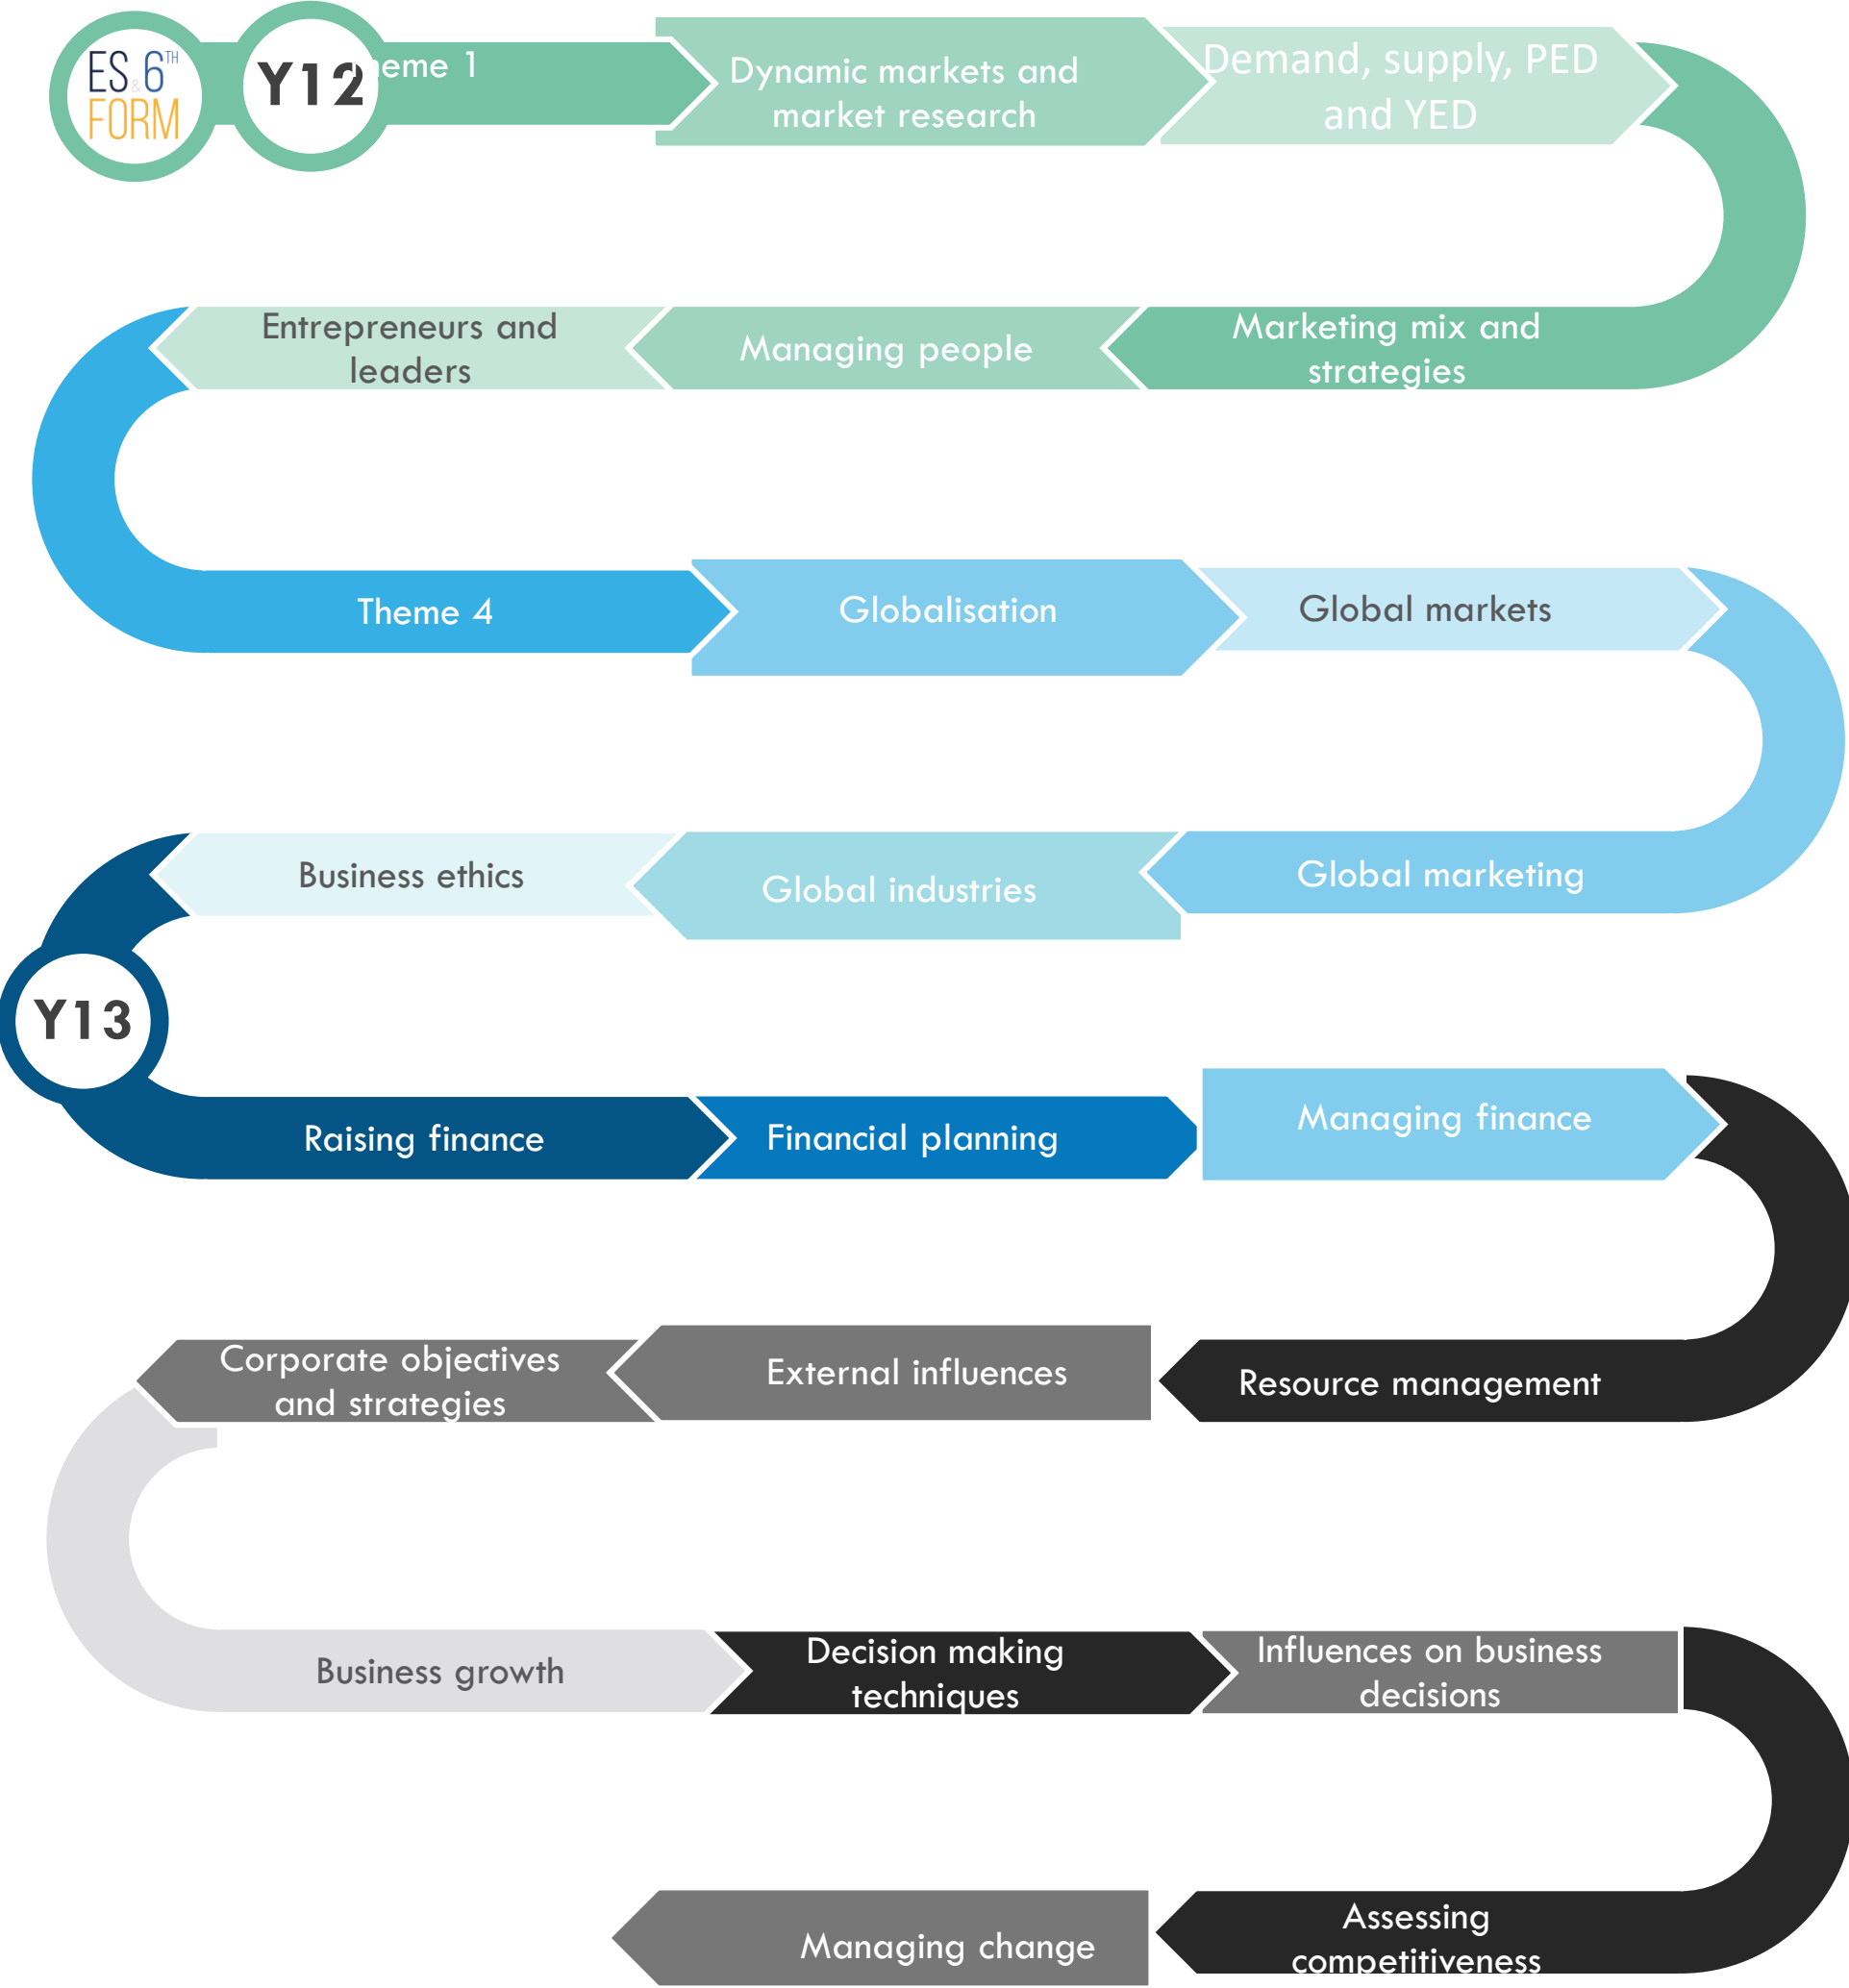 ES & 6TH
FORM
Y12
eme 1
Dynamic markets and
market research
Demand, supply, PED
and YED
Marketing mix and
strategies
Managing people
Entrepreneurs and
leaders
Theme 4
Globalisation
Global markets
Global marketing
Global industries
Business ethics
Y13
Raising finance
Financial planning
Managing finance
Resource management
External influences
Corporate objectives
and strategies
Business growth
Decision making
techniques
Influences on business
decisions
Assessing
competitiveness
Managing change